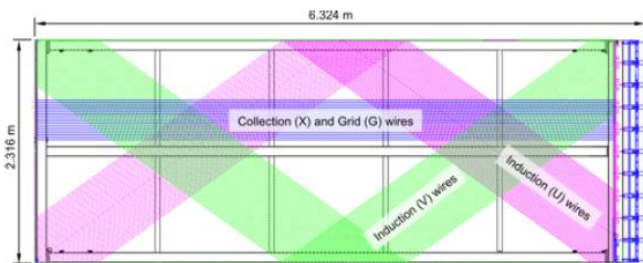 6.324 m
2.316 m
Collection (X) and Grid (G) wires
Induction (V) wires
Induction (U) wires